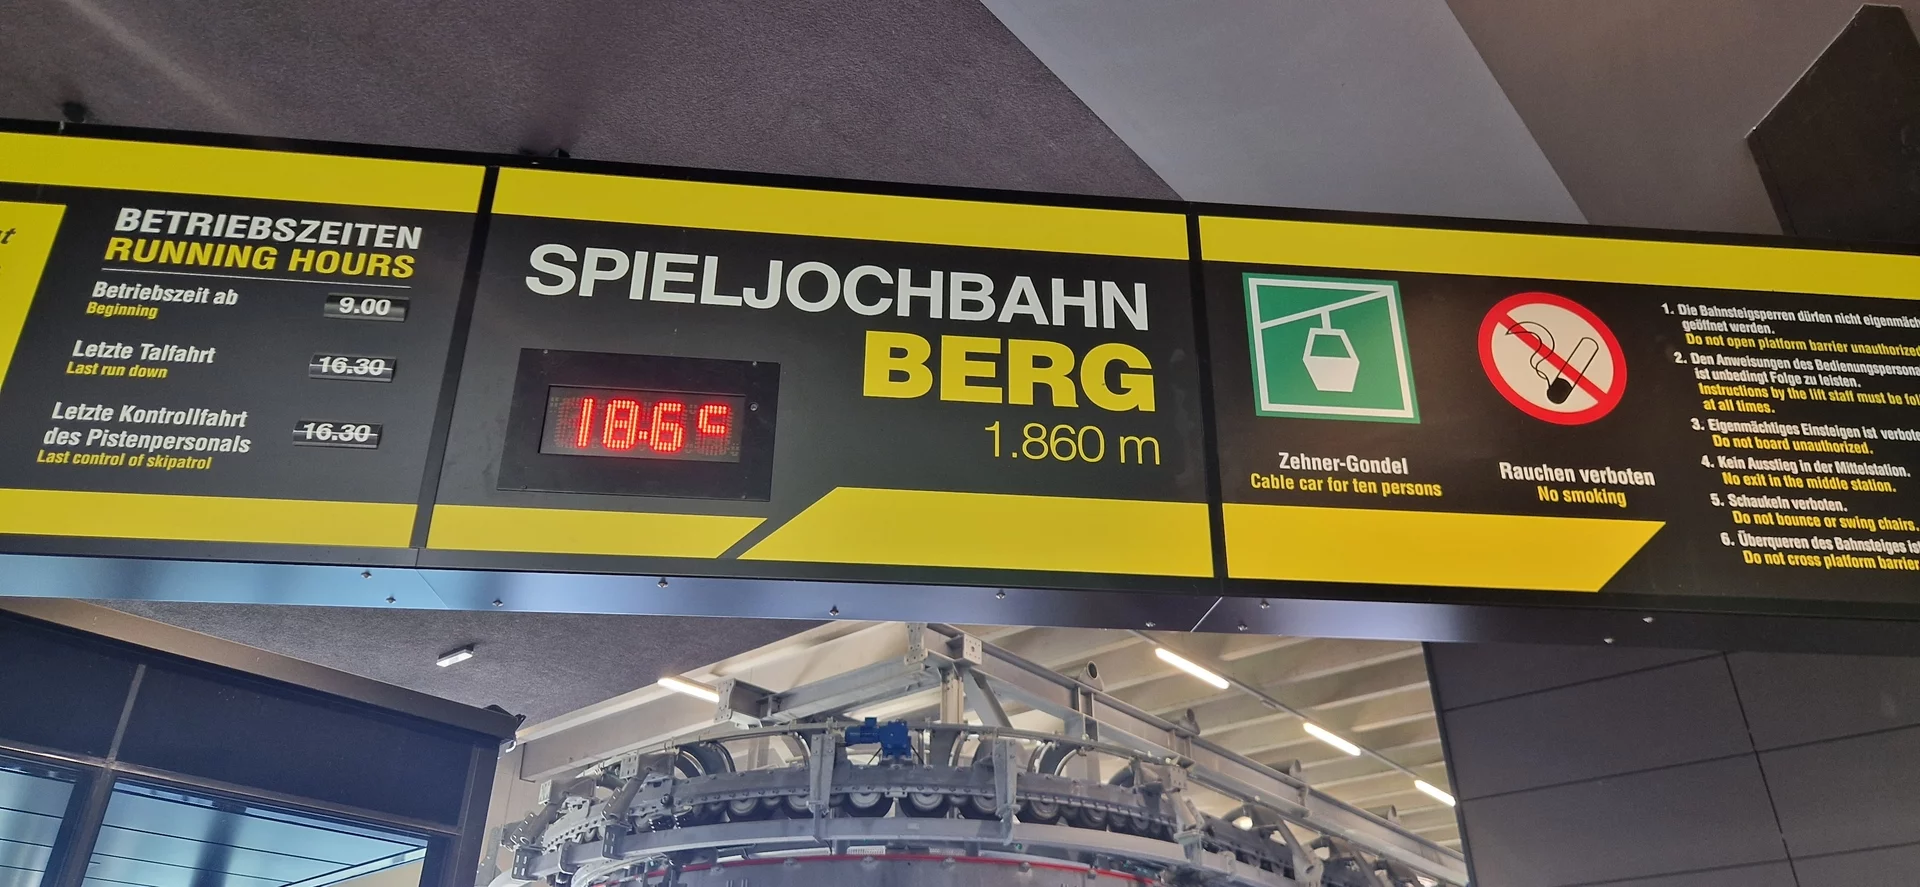 BETRIEBSZEITEN
RUNNING HOURS
Betriebszeit ab 9.00
Beginning
Letzte Talfahrt 16.30
Last run down
Letzte Kontrollfahrt
des Pistenpersonals 16.30
Last control of skipatrol
SPIELJOCHBAHN
BERG
1.860 m
Zehner-Gondel
Cable car for ten persons
Rauchen verboten
No smoking
1. Die Bahnsteigsperren dürfen nicht eigenmäch
geöffnet werden.
Do not open platform barrier unauthorized
2. Den Anweisungen des Bedienungspersona
ist unbedingt Folge zu leisten.
Instructions by the lift staff must be fol
at all times.
3. Eigenmächtiges Einsteigen ist verbote
Do not board unauthorized.
4. Kein Ausstieg in der Mittelstation.
No exit in the middle station.
5. Schaukeln verboten.
Do not bounce or swing chairs.
6. Überqueren des Bahnsteiges is
Do not cross platform barrier